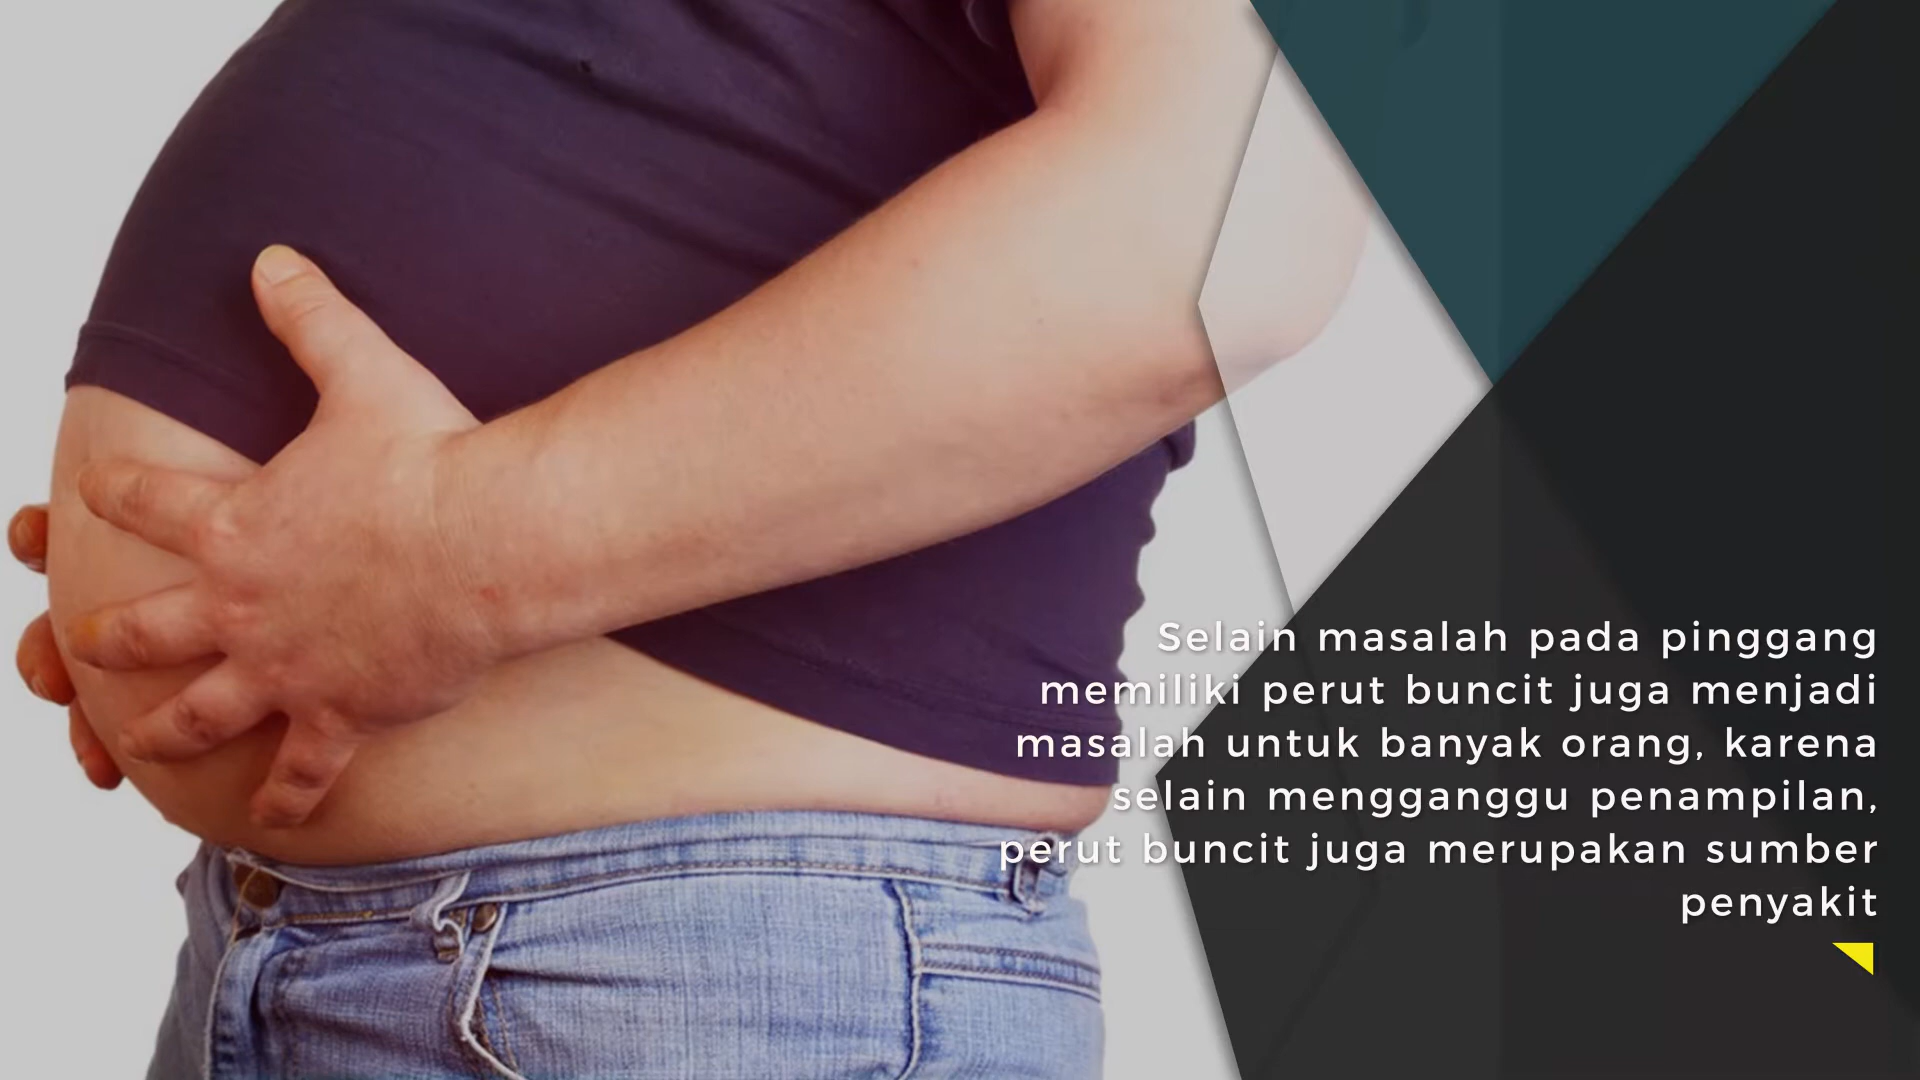 Selain masalah pada pinggang
memiliki perut buncit juga menjadi
masalah untuk banyak orang, karena
selain mengganggu penampilan,
perut buncit juga merupakan sumber
penyakit